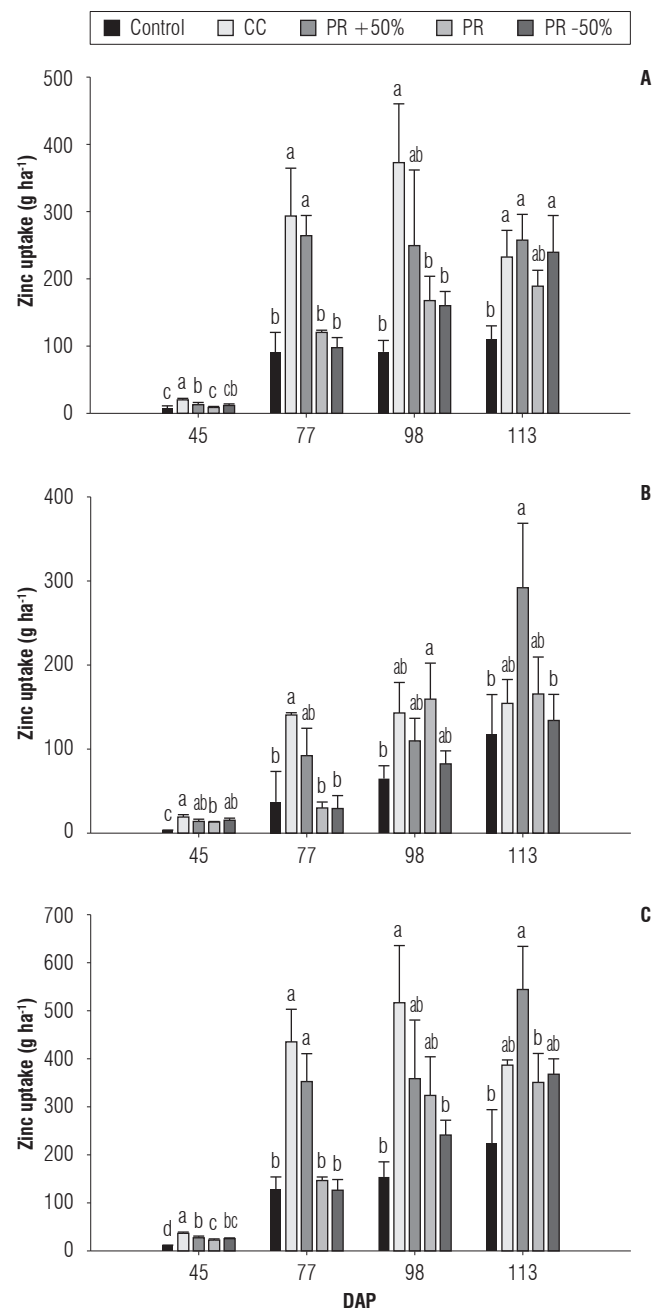 Control CC PR +50% PR PR -50%
A
Zinc uptake (g ha-1)
500
400
300
200
100
0
c a b c cb
b a a b b
b a ab b b
b a a ab a
45 77 98 113
B
Zinc uptake (g ha-1)
400
300
200
100
0
c a ab b ab
b a ab b b
b ab ab a ab
b ab a ab b
45 77 98 113
C
Zinc uptake (g ha-1)
700
600
500
400
300
200
100
0
d a b c bc
b a a b b
b a ab ab b
b ab a b ab
45 77 98 113
DAP